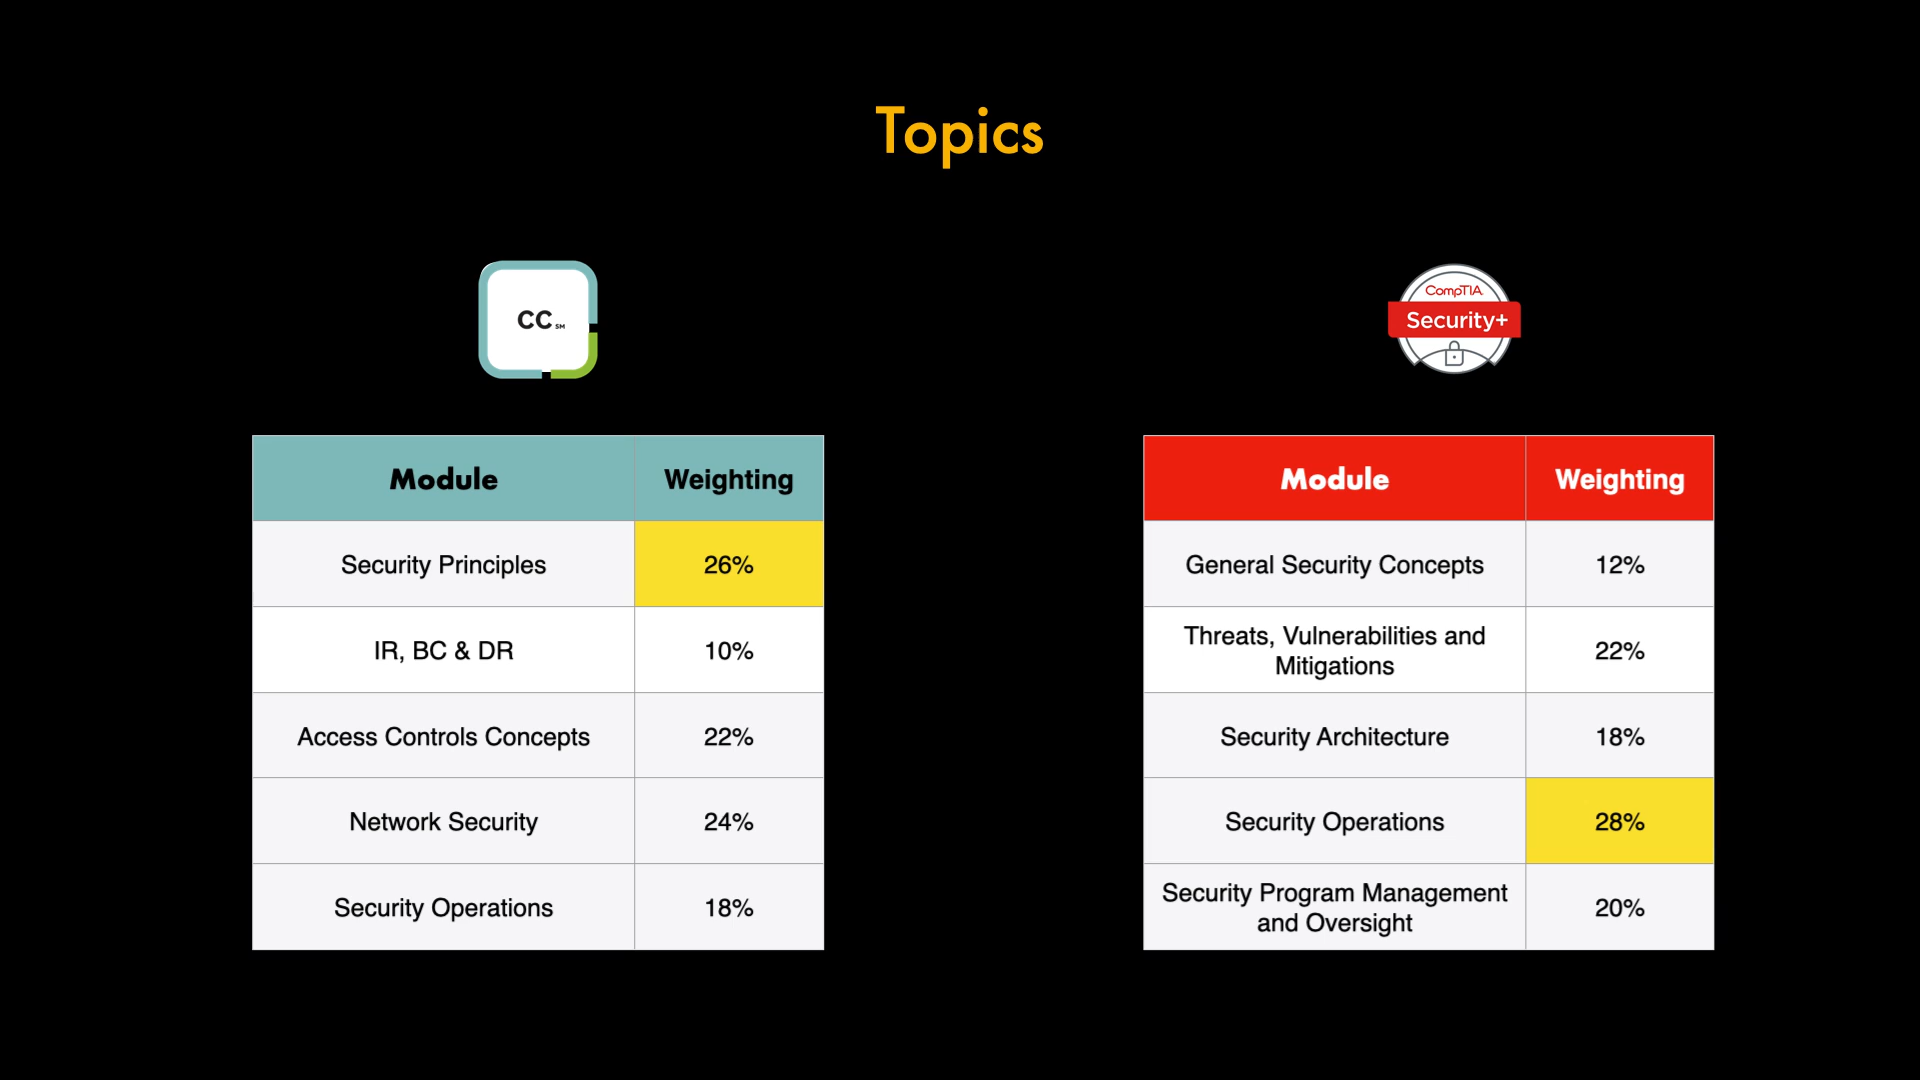 Topics
CC SM
CompTIA
Security+
Module Weighting
Security Principles 26%
IR, BC & DR 10%
Access Controls Concepts 22%
Network Security 24%
Security Operations 18%
Module Weighting
General Security Concepts 12%
Threats, Vulnerabilities and
Mitigations 22%
Security Architecture 18%
Security Operations 28%
Security Program Management
and Oversight 20%